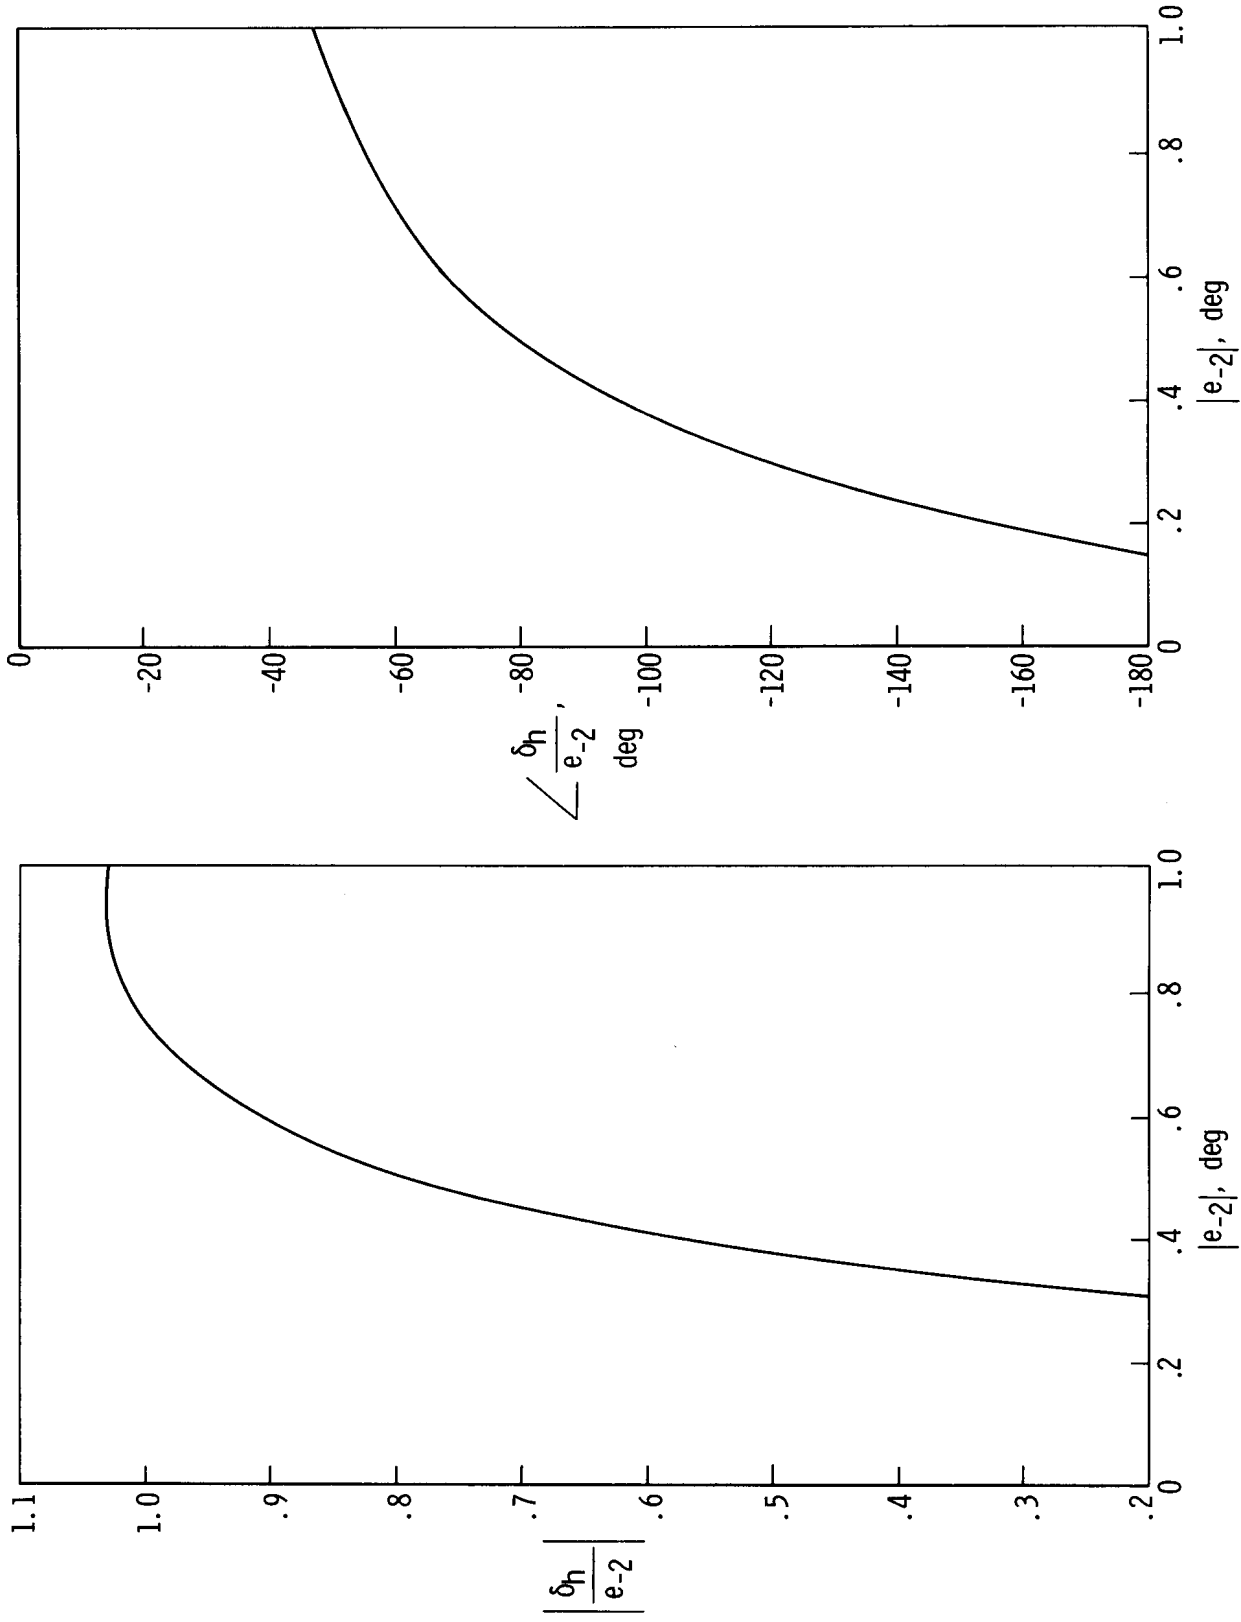 1.1
1.0
.9
.8
.7
.6
.5
.4
.3
.2
|δh/e-2|
0 .2 .4 .6 .8 1.0
|e-2|, deg
0
-20
-40
-60
-80
-100
-120
-140
-160
-180
∠ δh/e-2,
deg
0 .2 .4 .6 .8 1.0
|e-2|, deg